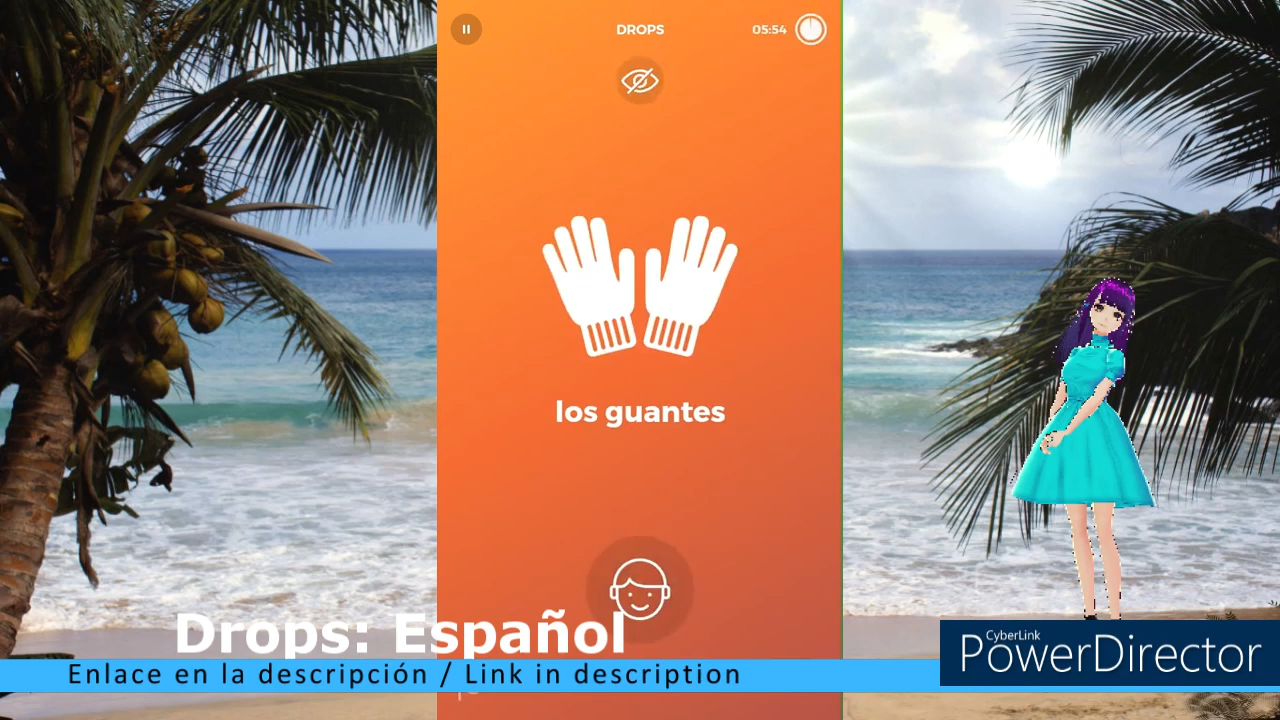 DROPS
05:54
los guantes
Drops: Español
Enlace en la descripción / Link in description
CyberLink
PowerDirector